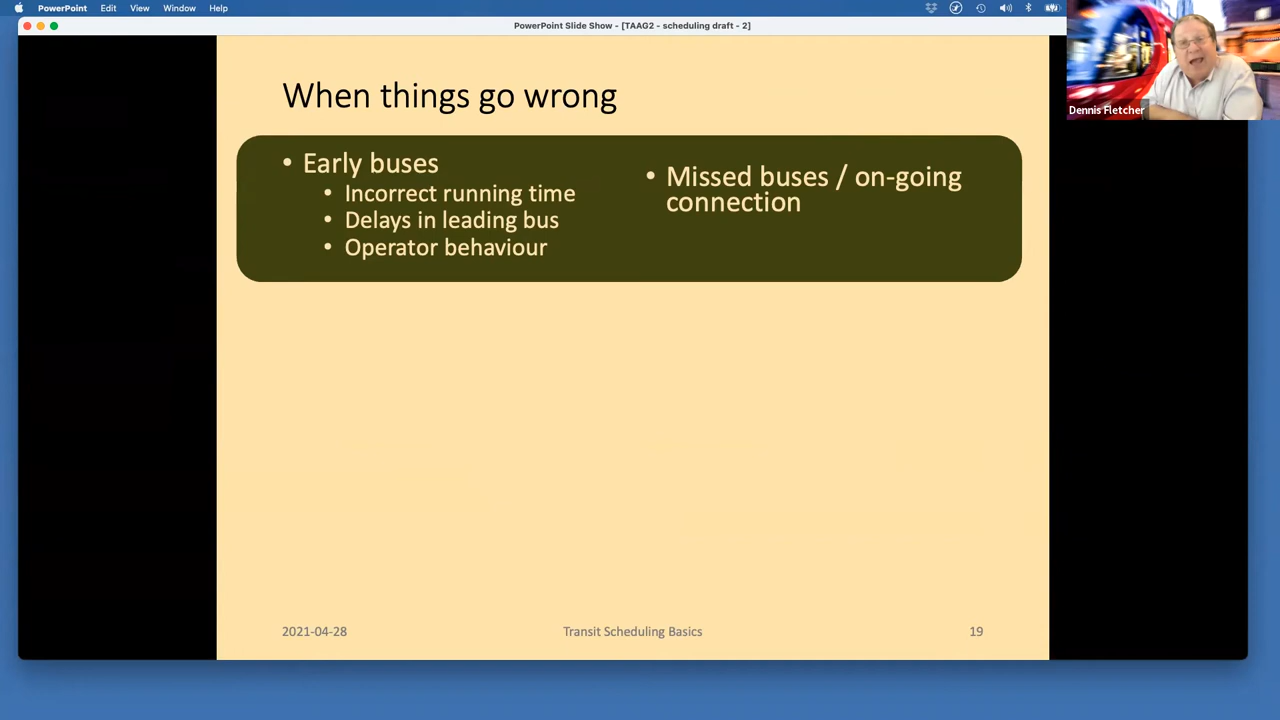 PowerPoint Edit View Window Help
PowerPoint Slide Show - [TAAG2 - scheduling draft - 2]
Dennis Fletcher
When things go wrong
• Early buses
• Incorrect running time
• Delays in leading bus
• Operator behaviour
• Missed buses / on-going
connection
2021-04-28 Transit Scheduling Basics 19